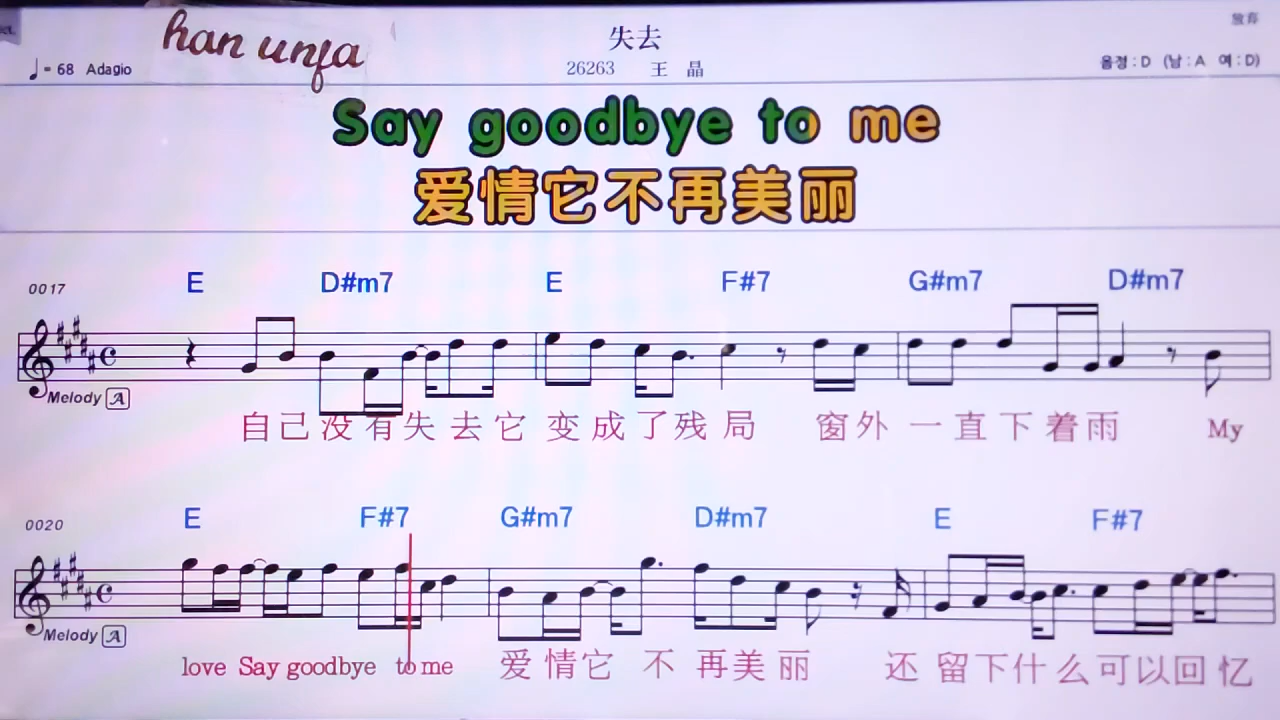 han unfa
失去
♩= 68 Adagio
26263 王 晶
음정 : D (남 : A 여 : D)
Say goodbye to me
爱情它不再美丽
0017 E D#m7 E F#7 G#m7 D#m7
Melody A
自己没有失去它 变成了残局 窗外一直下着雨 My
0020 E F#7 G#m7 D#m7 E F#7
Melody A
love Say goodbye to me 爱情它不再美丽 还留下什么可以回忆